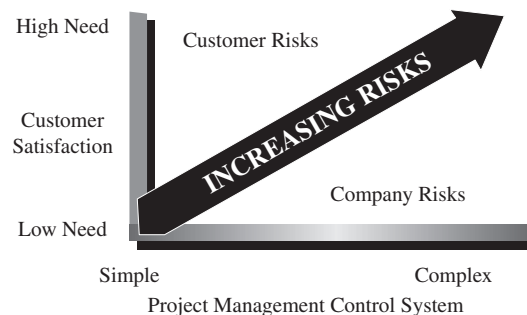 High Need
Customer Risks
Customer
Satisfaction
INCREASING RISKS
Company Risks
Low Need
Simple
Complex
Project Management Control System